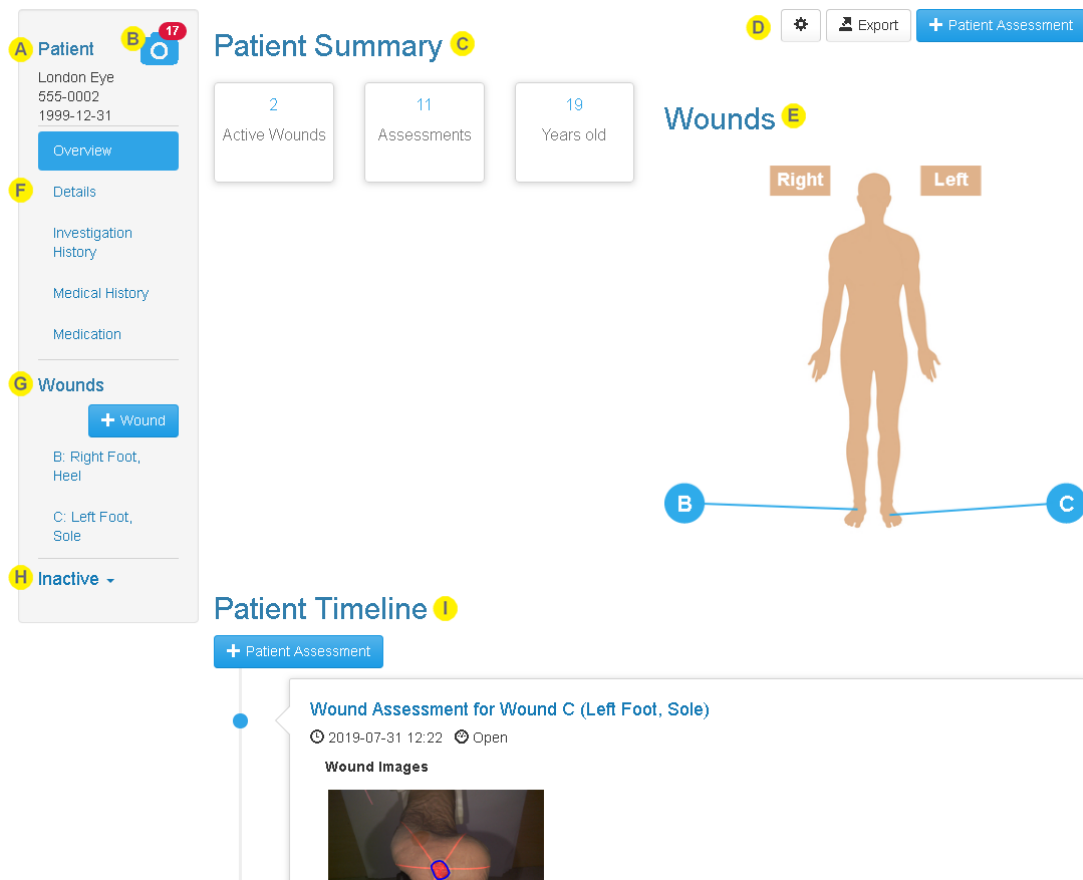 A Patient B 17
London Eye
555-0002
1999-12-31
Overview
F Details
Investigation
History
Medical History
Medication
G Wounds
+ Wound
B: Right Foot,
Heel
C: Left Foot,
Sole
H Inactive
Patient Summary C
D Export + Patient Assessment
2
Active Wounds
11
Assessments
19
Years old
Wounds E
Right Left
B C
Patient Timeline I
+ Patient Assessment
Wound Assessment for Wound C (Left Foot, Sole)
2019-07-31 12:22 Open
Wound Images